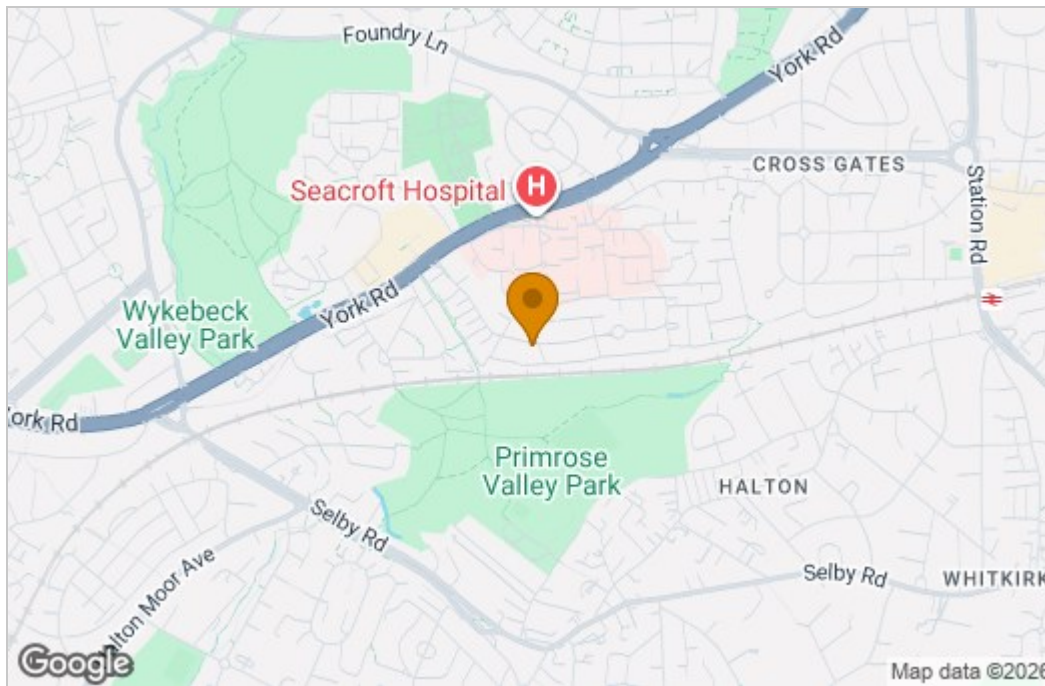 Foundry Ln
York Rd
CROSS GATES
Station Rd
Seacroft Hospital
H
Wykebeck
Valley Park
York Rd
York Rd
Primrose
Valley Park
HALTON
Selby Rd
Selby Rd
WHITKIRK
alton Moor Ave
Google
Map data ©2026